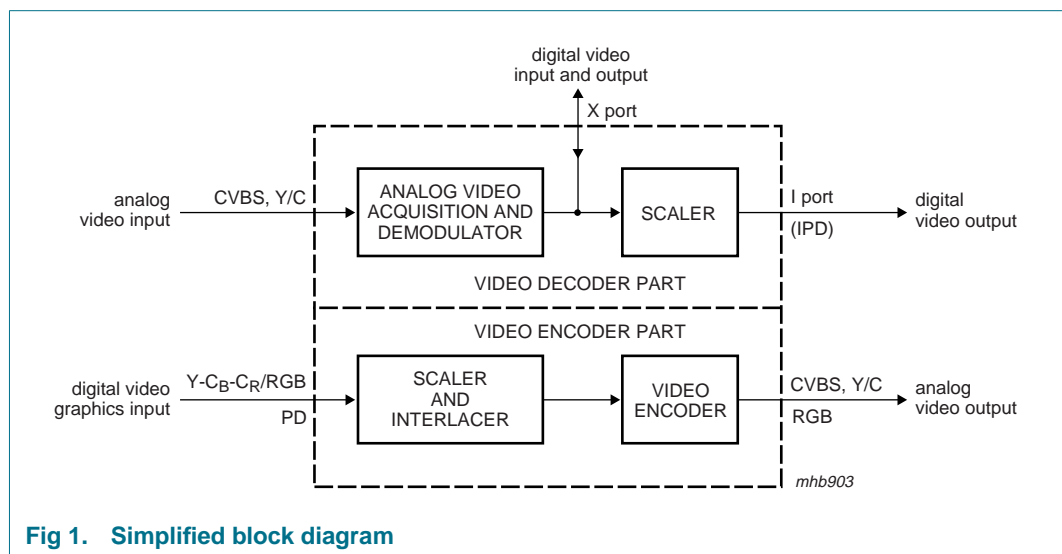 digital video
input and output
X port
analog
video input
CVBS, Y/C
ANALOG VIDEO
ACQUISITION AND
DEMODULATOR
SCALER
I port
(IPD)
digital
video output
VIDEO DECODER PART
VIDEO ENCODER PART
digital video
graphics input
Y-CB-CR/RGB
PD
SCALER
AND
INTERLACER
VIDEO
ENCODER
CVBS, Y/C
RGB
analog
video output
mhb903
Fig 1. Simplified block diagram